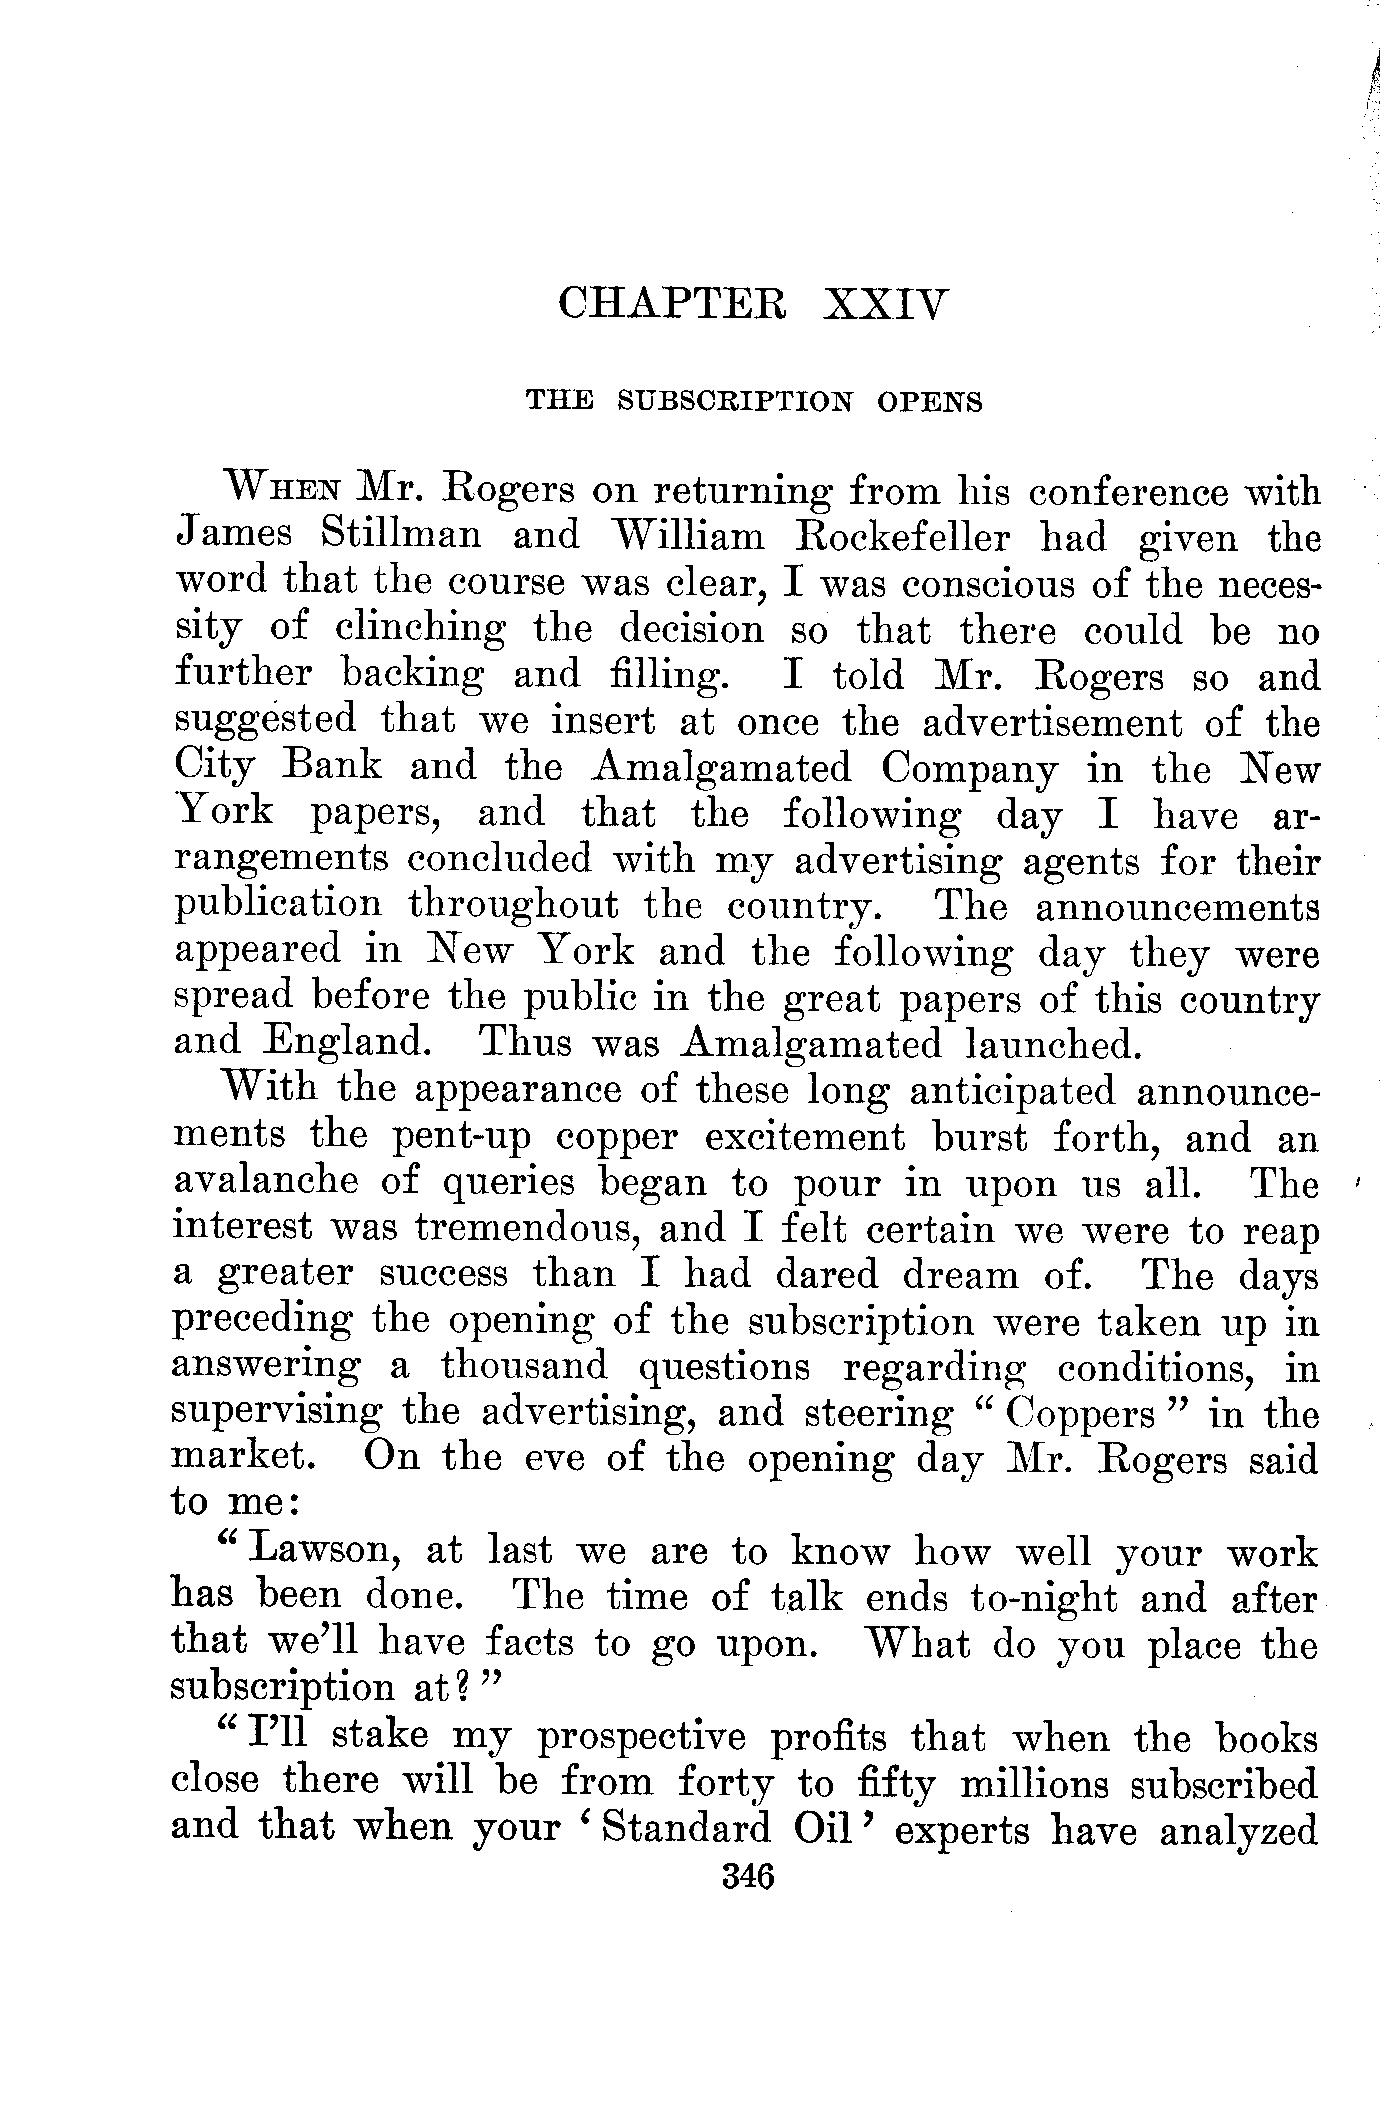 CHAPTER XXIV
THE SUBSCRIPTION OPENS
WHEN Mr. Rogers on returning from his conference with
James Stillman and William Rockefeller had given the
word that the course was clear, I was conscious of the neces-
sity of clinching the decision so that there could be no
further backing and filling. I told Mr. Rogers so and
suggested that we insert at once the advertisement of the
City Bank and the Amalgamated Company in the New
York papers, and that the following day I have ar-
rangements concluded with my advertising agents for their
publication throughout the country. The announcements
appeared in New York and the following day they were
spread before the public in the great papers of this country
and England. Thus was Amalgamated launched.
With the appearance of these long anticipated announce-
ments the pent-up copper excitement burst forth, and an
avalanche of queries began to pour in upon us all. The
interest was tremendous, and I felt certain we were to reap
a greater success than I had dared dream of. The days
preceding the opening of the subscription were taken up in
answering a thousand questions regarding conditions, in
supervising the advertising, and steering " Coppers " in the
market. On the eve of the opening day Mr. Rogers said
to me:
" Lawson, at last we are to know how well your work
has been done. The time of talk ends to-night and after
that we'll have facts to go upon. What do you place the
subscription at? "
" I'll stake my prospective profits that when the books
close there will be from forty to fifty millions subscribed
and that when your ' Standard Oil ' experts have analyzed
346